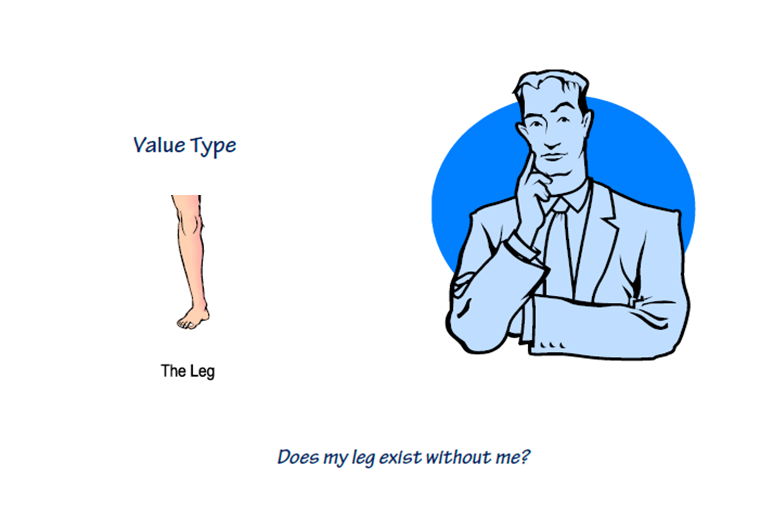 Value Type
The Leg
Does my leg exist without me?